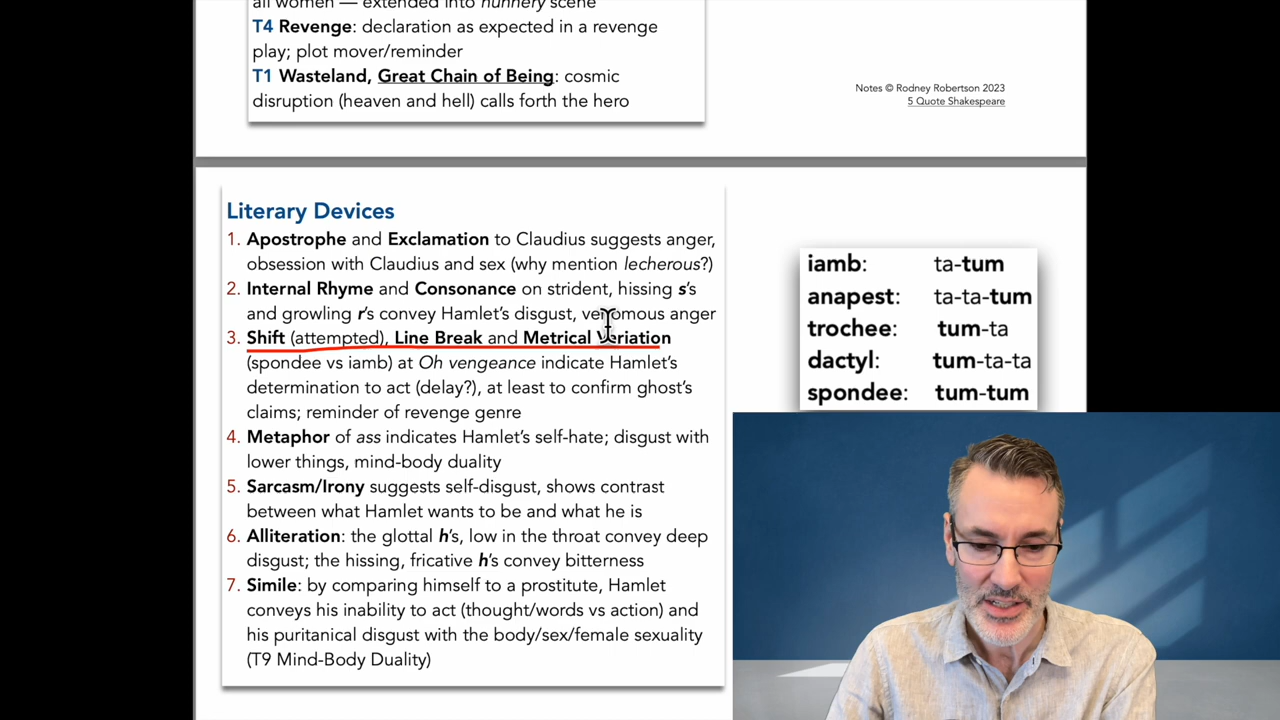 all women — extended into nunnery scene
T4 Revenge: declaration as expected in a revenge
play; plot mover/reminder
T1 Wasteland, Great Chain of Being: cosmic
disruption (heaven and hell) calls forth the hero
Notes © Rodney Robertson 2023
5 Quote Shakespeare
Literary Devices
1. Apostrophe and Exclamation to Claudius suggests anger,
obsession with Claudius and sex (why mention lecherous?)
2. Internal Rhyme and Consonance on strident, hissing s's
and growling r's convey Hamlet's disgust, venomous anger
3. Shift (attempted), Line Break and Metrical Variation
(spondee vs iamb) at Oh vengeance indicate Hamlet's
determination to act (delay?), at least to confirm ghost's
claims; reminder of revenge genre
4. Metaphor of ass indicates Hamlet's self-hate; disgust with
lower things, mind-body duality
5. Sarcasm/Irony suggests self-disgust, shows contrast
between what Hamlet wants to be and what he is
6. Alliteration: the glottal h's, low in the throat convey deep
disgust; the hissing, fricative h's convey bitterness
7. Simile: by comparing himself to a prostitute, Hamlet
conveys his inability to act (thought/words vs action) and
his puritanical disgust with the body/sex/female sexuality
(T9 Mind-Body Duality)
iamb: ta-tum
anapest: ta-ta-tum
trochee: tum-ta
dactyl: tum-ta-ta
spondee: tum-tum